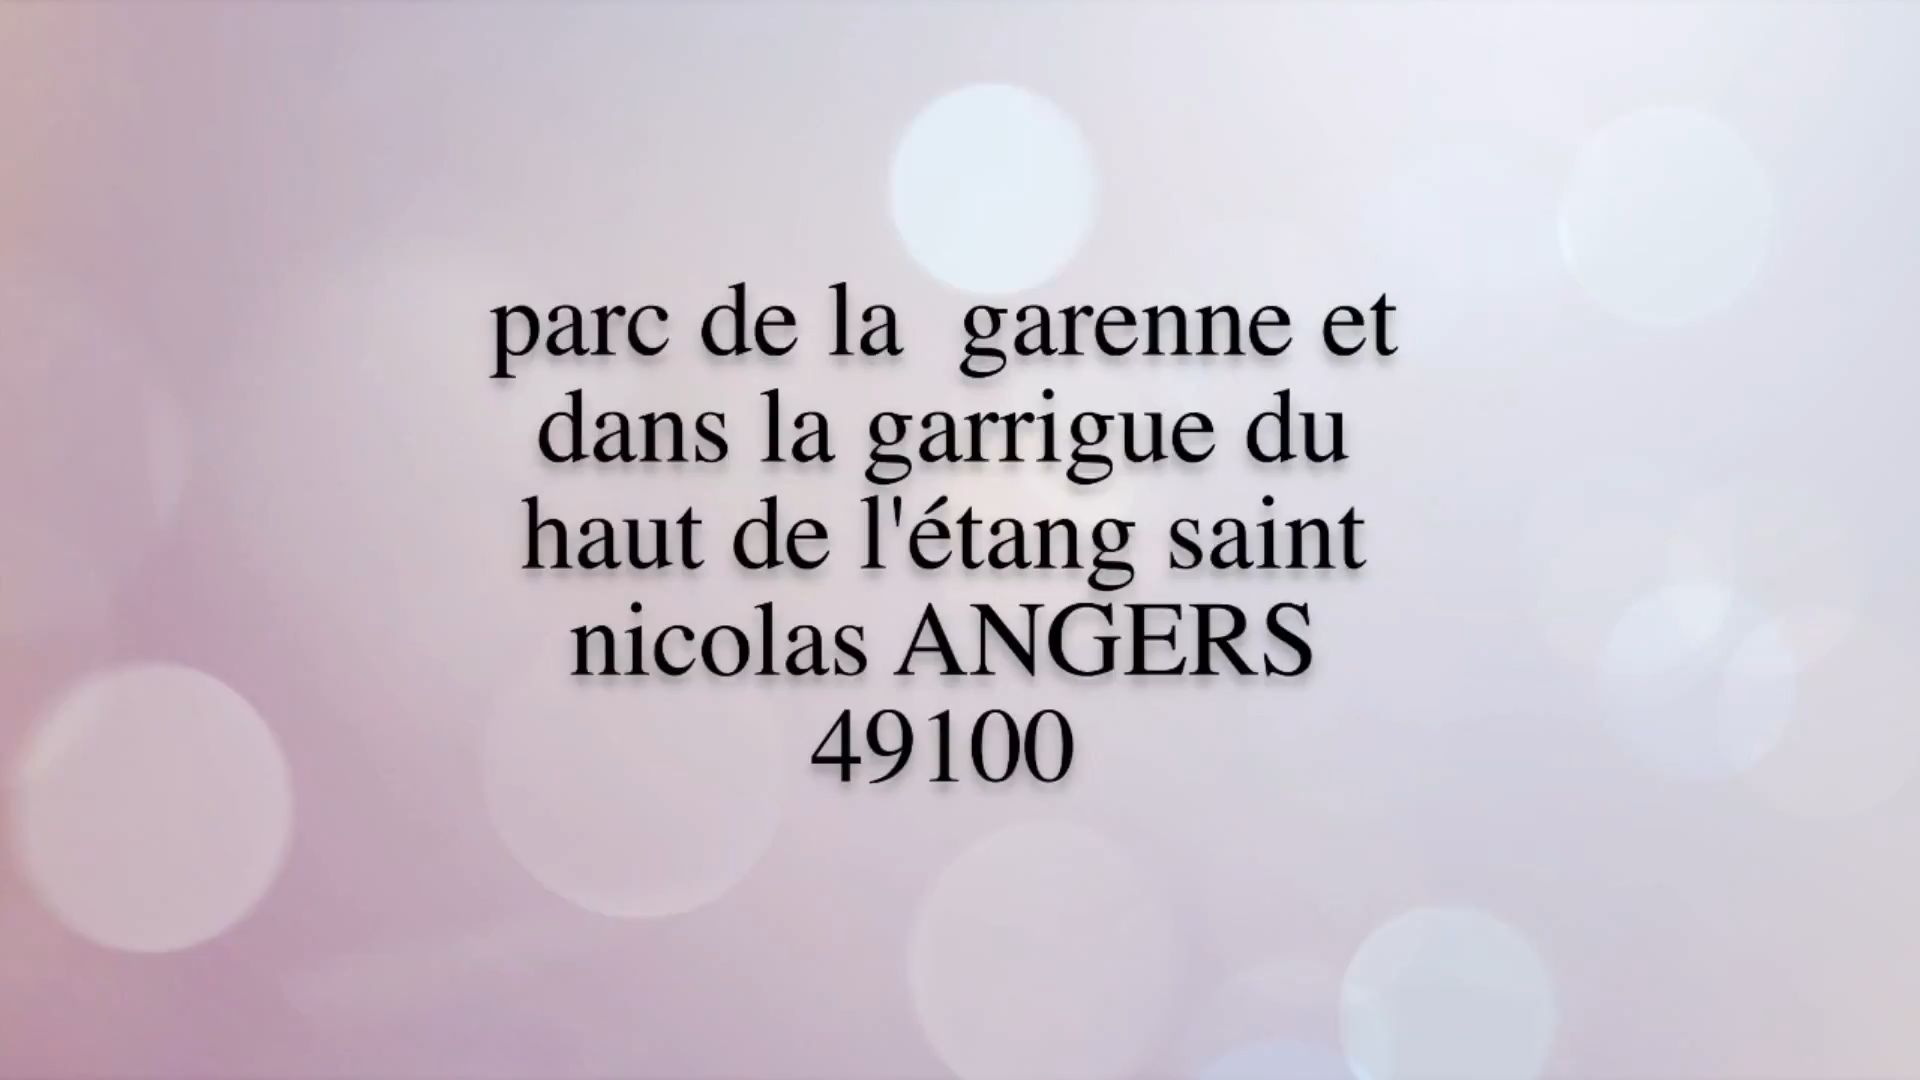 parc de la  garenne et
dans la garrigue du
haut de l'étang saint
nicolas ANGERS
49100